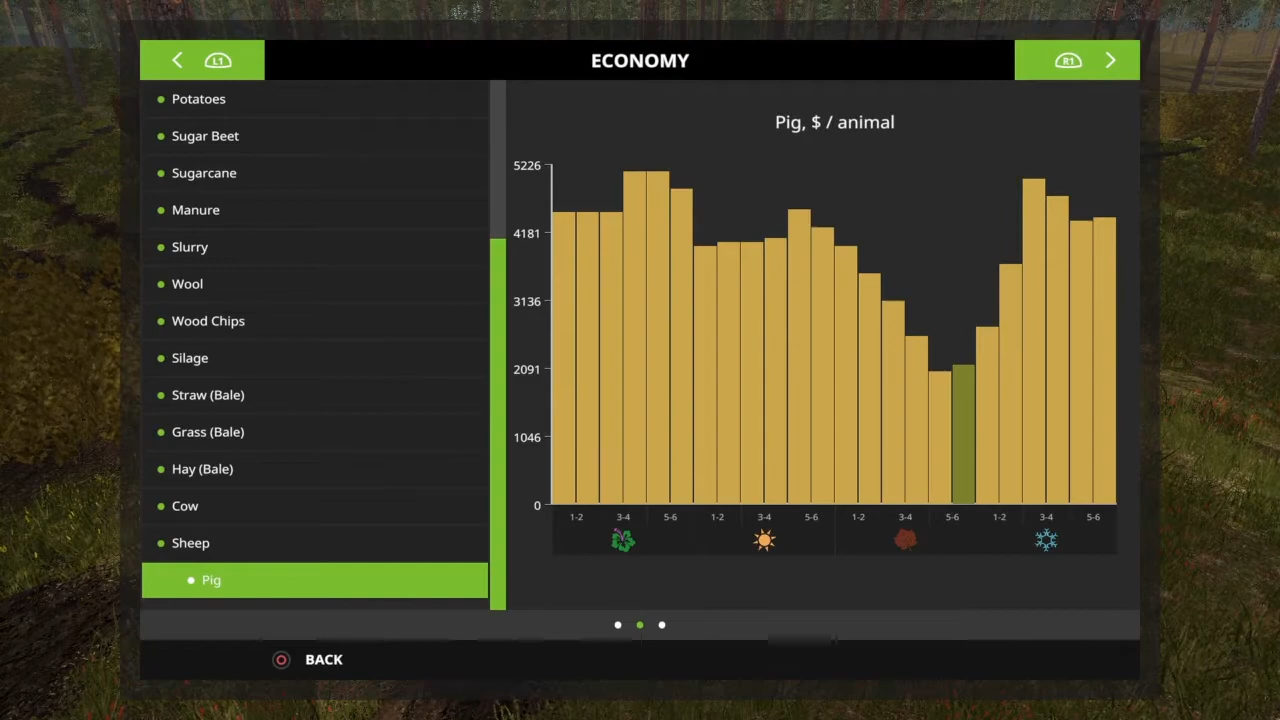 L1
ECONOMY
R1
Potatoes
Sugar Beet
Sugarcane
Manure
Slurry
Wool
Wood Chips
Silage
Straw (Bale)
Grass (Bale)
Hay (Bale)
Cow
Sheep
Pig
Pig, $ / animal
5226
4181
3136
2091
1046
0
1-2 3-4 5-6 1-2 3-4 5-6 1-2 3-4 5-6 1-2 3-4 5-6
BACK